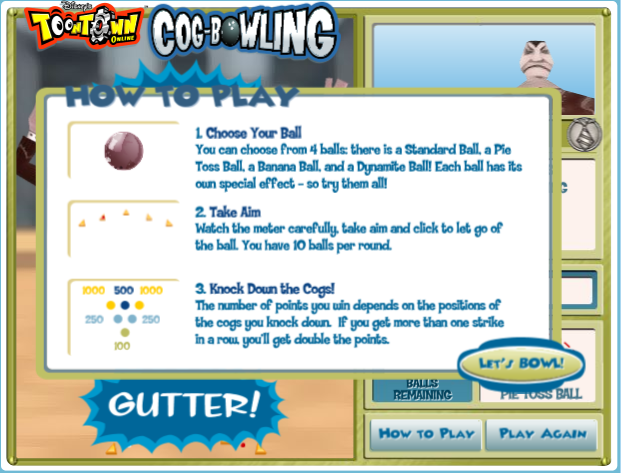 Disney's
TOONTOWN
ONLINE
COG-BOWLING
HOW TO PLAY
1. Choose Your Ball
You can choose from 4 balls: there is a Standard Ball, a Pie
Toss Ball, a Banana Ball, and a Dynamite Ball! Each ball has its
own special effect - so try them all!
2. Take Aim
Watch the meter carefully, take aim and click to let go of
the ball. You have 10 balls per round.
1000 500 1000
250 250
100
3. Knock Down the Cogs!
The number of points you win depends on the positions of
the cogs you knock down. If you get more than one strike
in a row, you'll get double the points.
LET'S BOWL!
GUTTER!
BALLS
REMAINING
PIE TOSS BALL
HOW TO PLAY
PLAY AGAIN